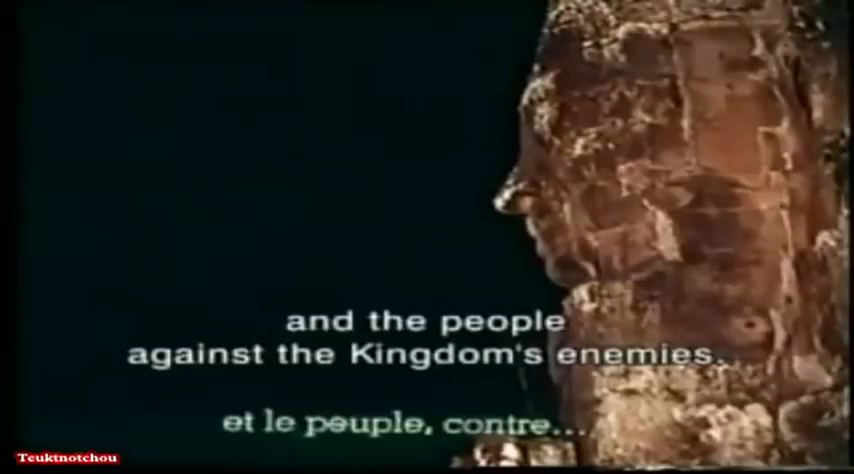 and the people
against the Kingdom's enemies.
et le peuple, contre...
Teuktnotchou